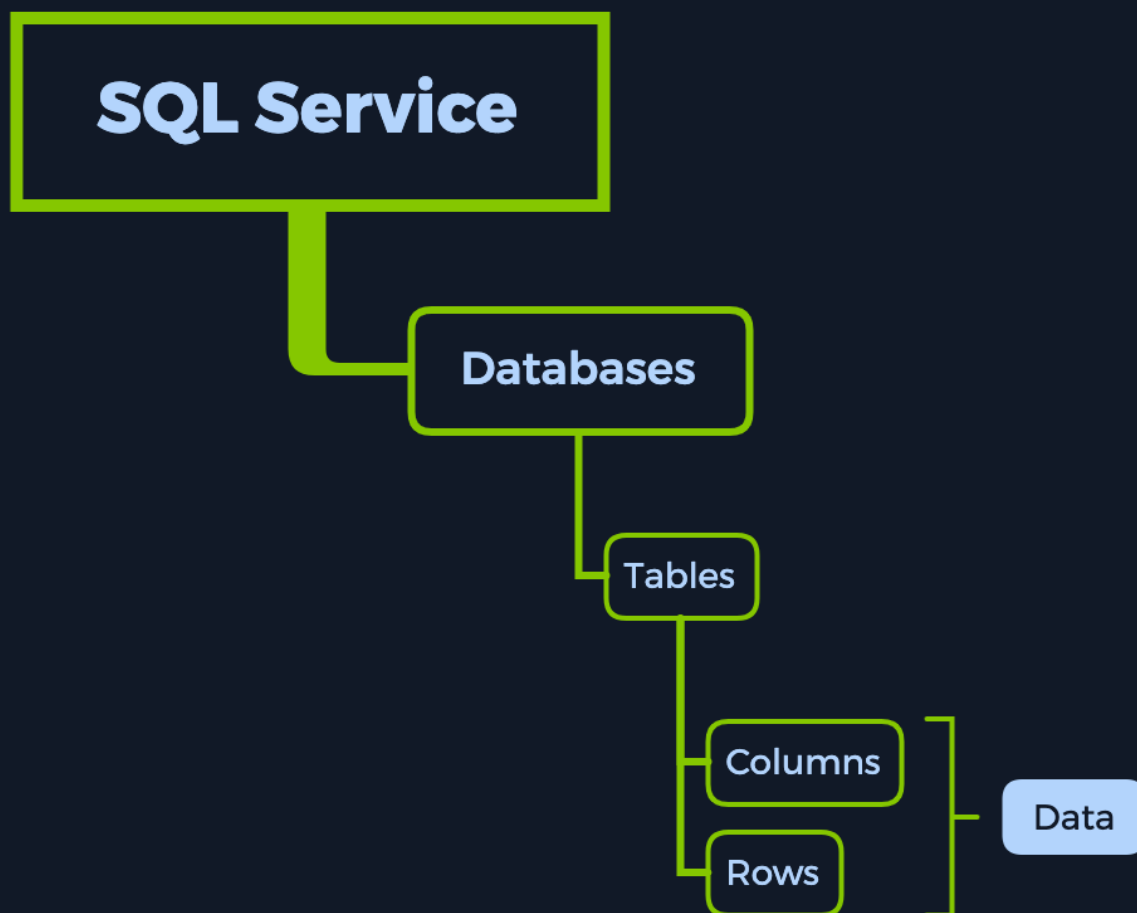 SQL Service
Databases
Tables
Columns
Data
Rows